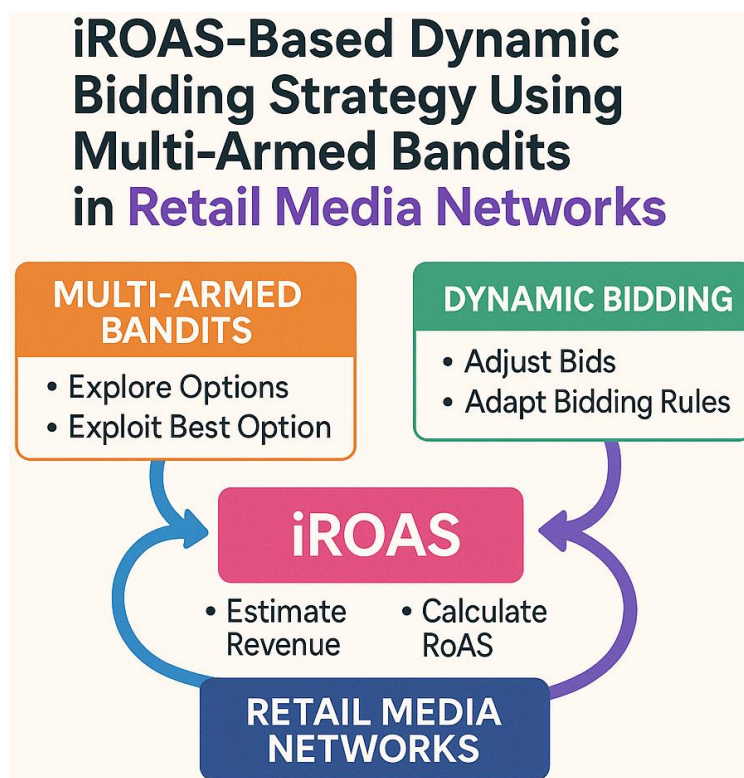 iROAS-Based Dynamic
Bidding Strategy Using
Multi-Armed Bandits
in Retail Media Networks
MULTI-ARMED
BANDITS
• Explore Options
• Exploit Best Option
DYNAMIC BIDDING
• Adjust Bids
• Adapt Bidding Rules
iROAS
• Estimate
Revenue
• Calculate
RoAS
RETAIL MEDIA
NETWORKS